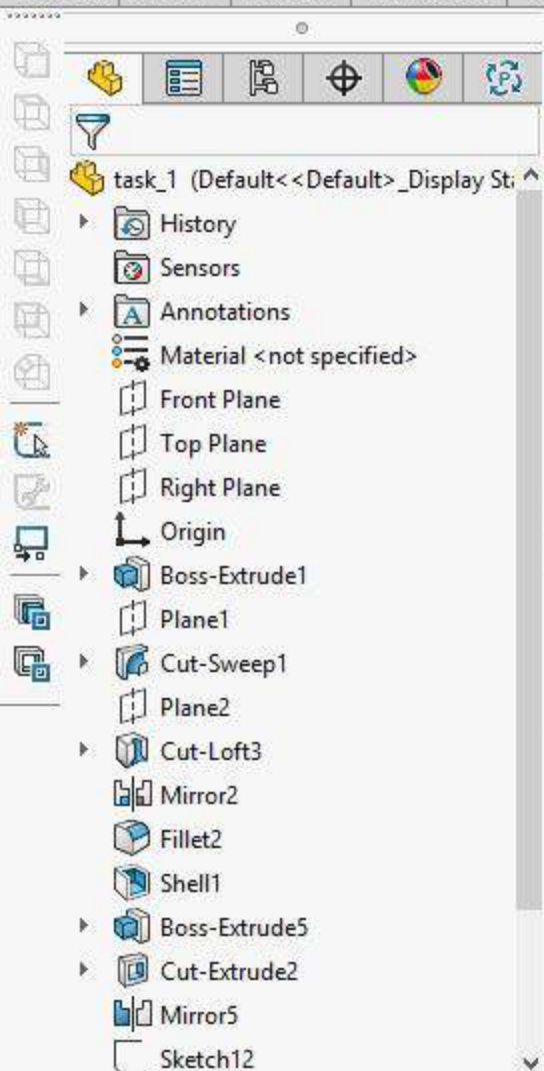 task_1 (Default<<Default>_Display Sta
History
Sensors
Annotations
Material <not specified>
Front Plane
Top Plane
Right Plane
Origin
Boss-Extrude1
Plane1
Cut-Sweep1
Plane2
Cut-Loft3
Mirror2
Fillet2
Shell1
Boss-Extrude5
Cut-Extrude2
Mirror5
Sketch12